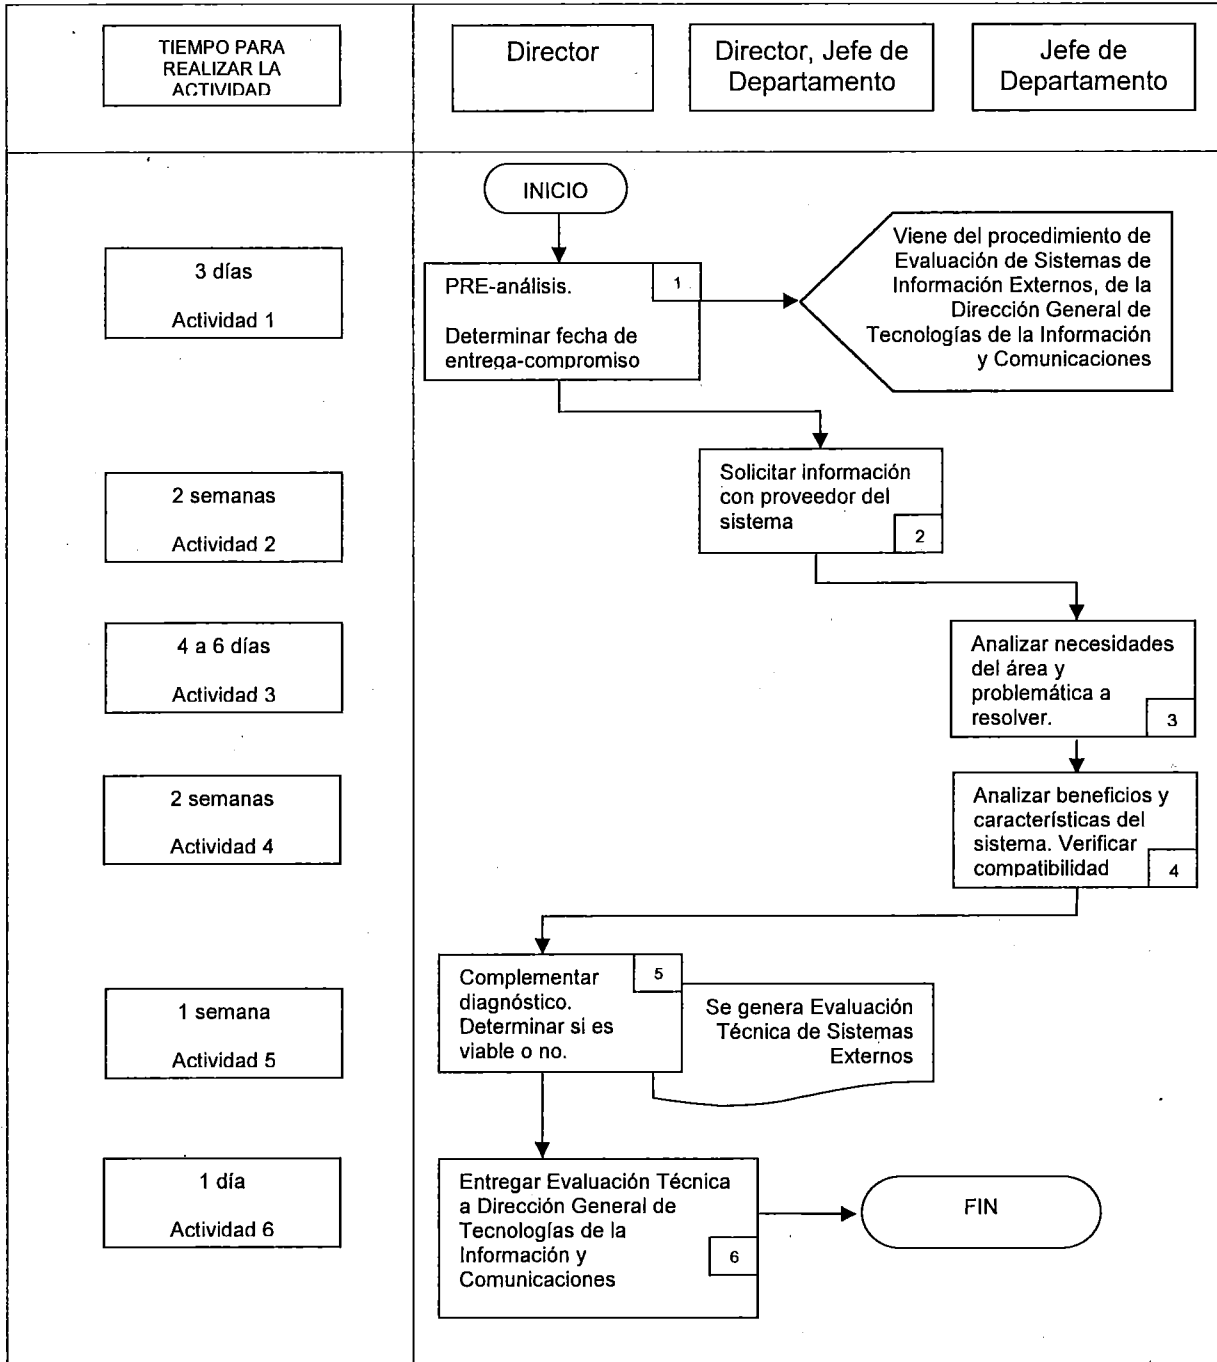 TIEMPO PARA
REALIZAR LA
ACTIVIDAD
Director
Director, Jefe de
Departamento
Jefe de
Departamento
INICIO
3 días
Actividad 1
PRE-análisis.
1
Determinar fecha de
entrega-compromiso
Viene del procedimiento de
Evaluación de Sistemas de
Información Externos, de la
Dirección General de
Tecnologías de la Información
y Comunicaciones
2 semanas
Actividad 2
Solicitar información
con proveedor del
sistema
2
4 a 6 días
Actividad 3
Analizar necesidades
del área y
problemática a
resolver.
3
2 semanas
Actividad 4
Analizar beneficios y
características del
sistema. Verificar
compatibilidad
4
1 semana
Actividad 5
Complementar
diagnóstico.
Determinar si es
viable o no.
5
Se genera Evaluación
Técnica de Sistemas
Externos
1 día
Actividad 6
Entregar Evaluación Técnica
a Dirección General de
Tecnologías de la
Información y
Comunicaciones
6
FIN